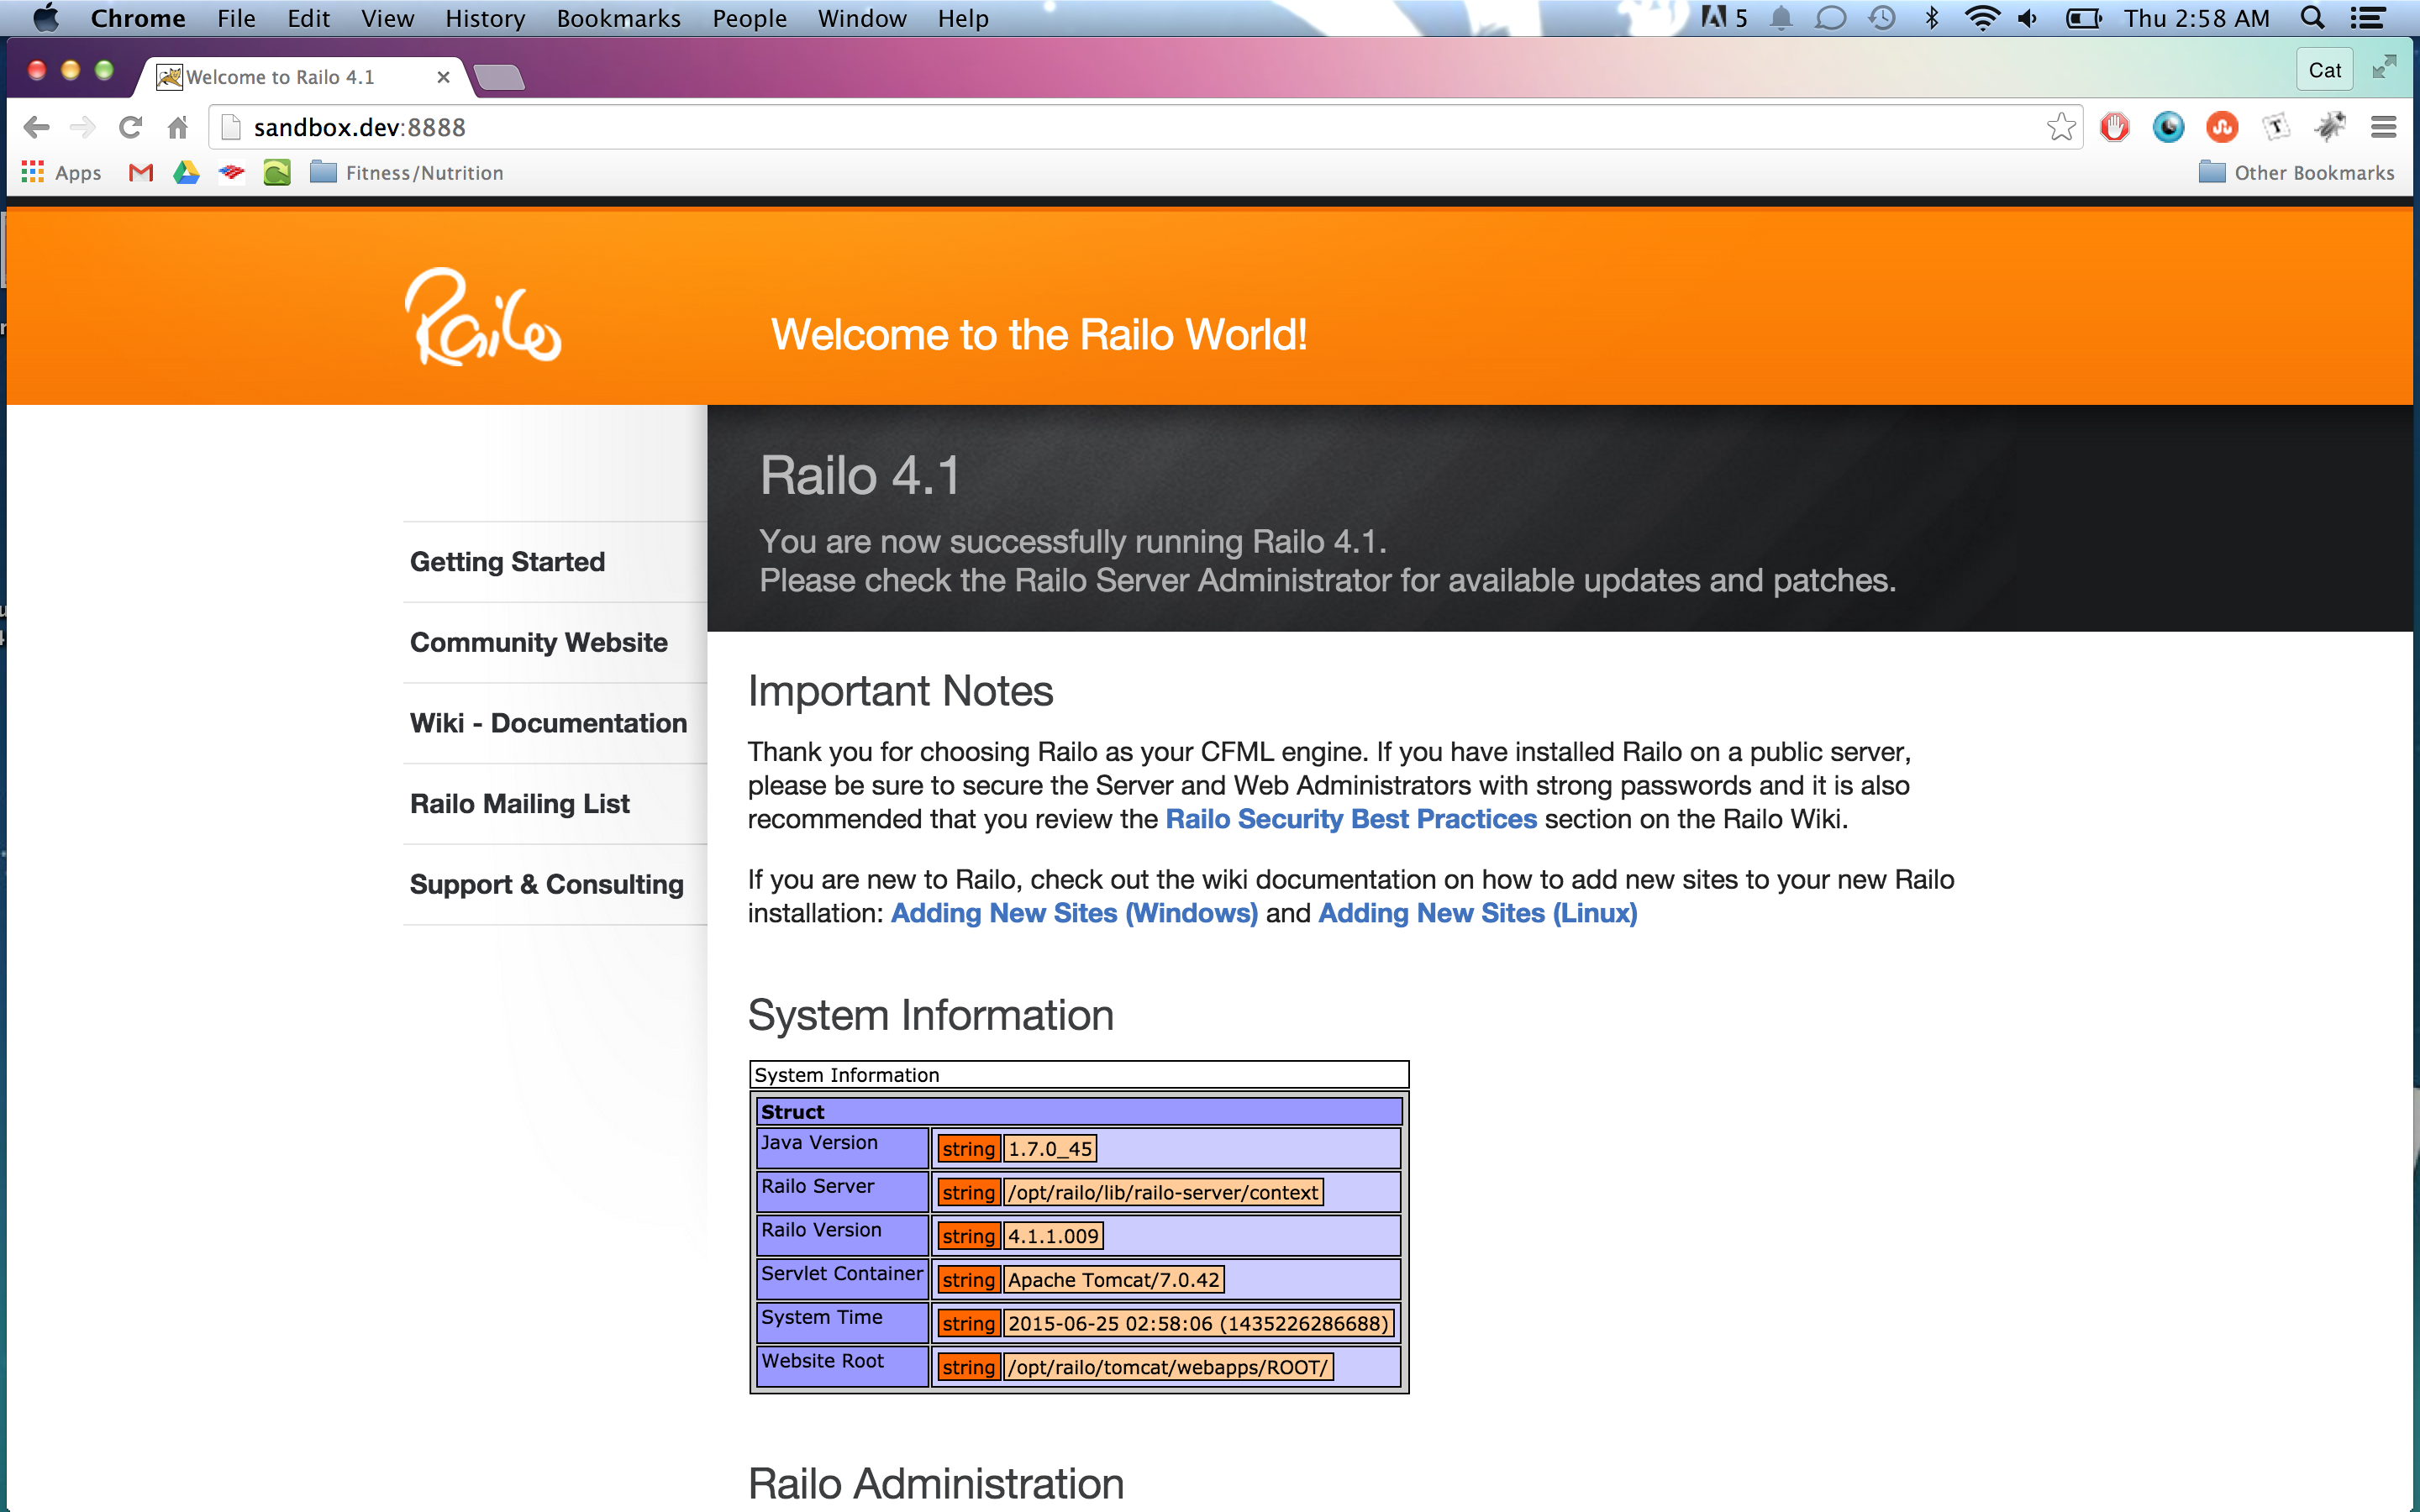 Chrome File Edit View History Bookmarks People Window Help 5 Thu 2:58 AM
Welcome to Railo 4.1 Cat
sandbox.dev:8888
Apps Fitness/Nutrition Other Bookmarks
Railo
Welcome to the Railo World!
Railo 4.1
You are now successfully running Railo 4.1.
Please check the Railo Server Administrator for available updates and patches.
Getting Started
Community Website
Wiki - Documentation
Railo Mailing List
Support & Consulting
Important Notes
Thank you for choosing Railo as your CFML engine. If you have installed Railo on a public server,
please be sure to secure the Server and Web Administrators with strong passwords and it is also
recommended that you review the Railo Security Best Practices section on the Railo Wiki.
If you are new to Railo, check out the wiki documentation on how to add new sites to your new Railo
installation: Adding New Sites (Windows) and Adding New Sites (Linux)
System Information
System Information
Struct
Java Version string 1.7.0_45
Railo Server string /opt/railo/lib/railo-server/context
Railo Version string 4.1.1.009
Servlet Container string Apache Tomcat/7.0.42
System Time string 2015-06-25 02:58:06 (1435226286688)
Website Root string /opt/railo/tomcat/webapps/ROOT/
Railo Administration